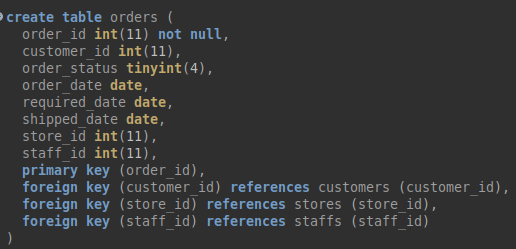 create table orders (
order_id int(11) not null,
customer_id int(11),
order_status tinyint(4),
order_date date,
required_date date,
shipped_date date,
store_id int(11),
staff_id int(11),
primary key (order_id),
foreign key (customer_id) references customers (customer_id),
foreign key (store_id) references stores (store_id),
foreign key (staff_id) references staffs (staff_id)
)